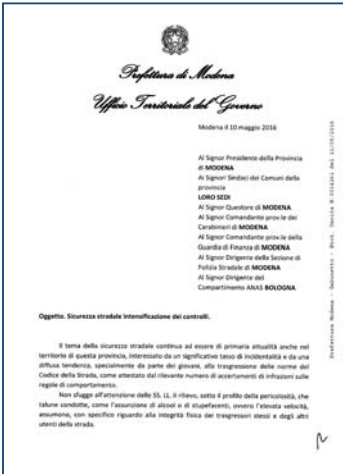 Prefettura di Modena
Ufficio Territoriale del Governo
Modena il 10 maggio 2016
Al Signor Presidente della Provincia
di MODENA
Ai Signori Sindaci dei Comuni della
provincia
LORO SEDI
Al Signor Questore di MODENA
Al Signor Comandante prov.le dei
Carabinieri di MODENA
Al Signor Comandante prov.le della
Guardia di Finanza di MODENA
Al Signor Dirigente della Sezione di
Polizia Stradale di MODENA
Al Signor Dirigente del
Compartimento ANAS BOLOGNA
Oggetto. Sicurezza stradale intensificazione dei controlli.
Il tema della sicurezza stradale continua ad essere di primaria attualità anche nel
territorio di questa provincia, interessato da un significativo tasso di incidentalità e da una
diffusa tendenza, specialmente da parte dei giovani, alla trasgressione delle norme del
Codice della Strada, come attestato dal rilevante numero di accertamenti di infrazioni sulle
regole di comportamento.
Non sfugge all'attenzione delle SS. LL. il rilievo, sotto il profilo della pericolosità, che
talune condotte, come l'assunzione di alcool e di stupefacenti, ovvero l'elevata velocità,
assumono, con specifico riguardo alla integrità fisica dei trasgressori stessi e degli altri
utenti della strada.
Prefettura Modena - Gabinetto - Prot. Uscita del 11/05/2016